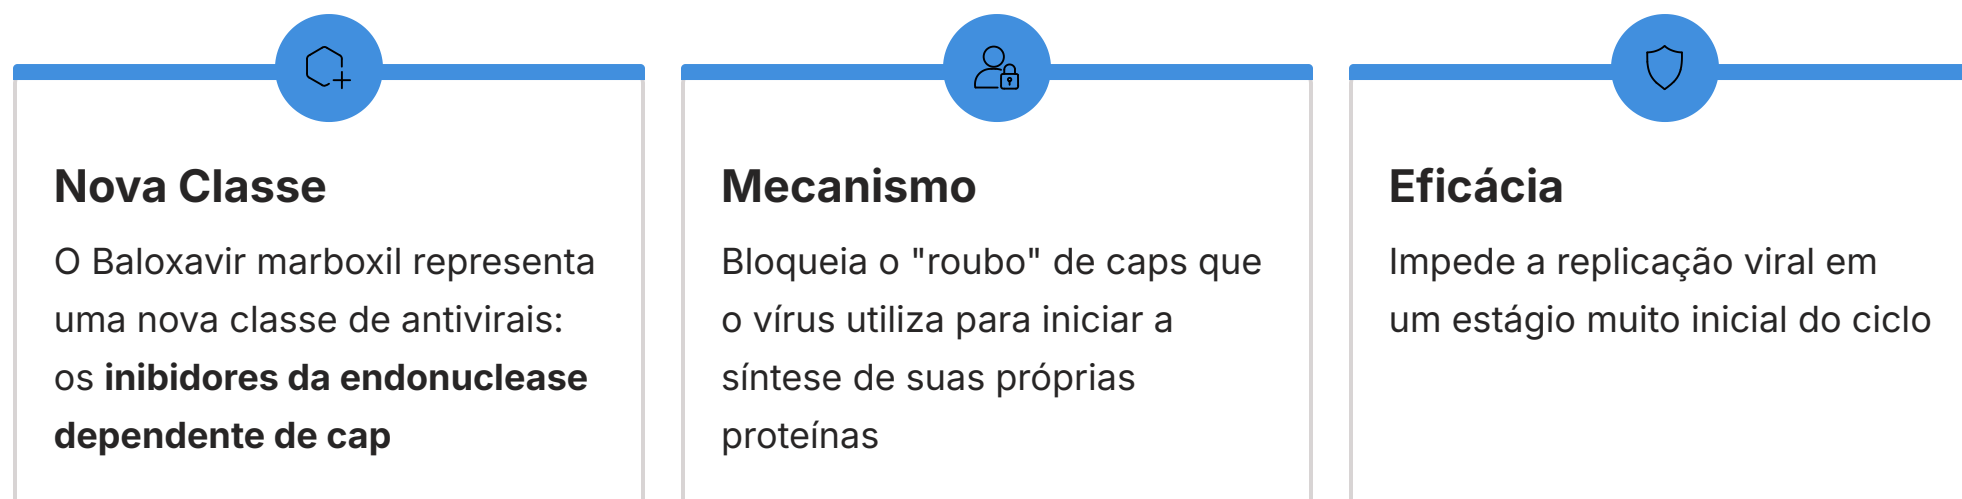 Nova Classe
O Baloxavir marboxil representa
uma nova classe de antivirais:
os inibidores da endonuclease
dependente de cap
Mecanismo
Bloqueia o "roubo" de caps que
o vírus utiliza para iniciar a
síntese de suas próprias
proteínas
Eficácia
Impede a replicação viral em
um estágio muito inicial do ciclo